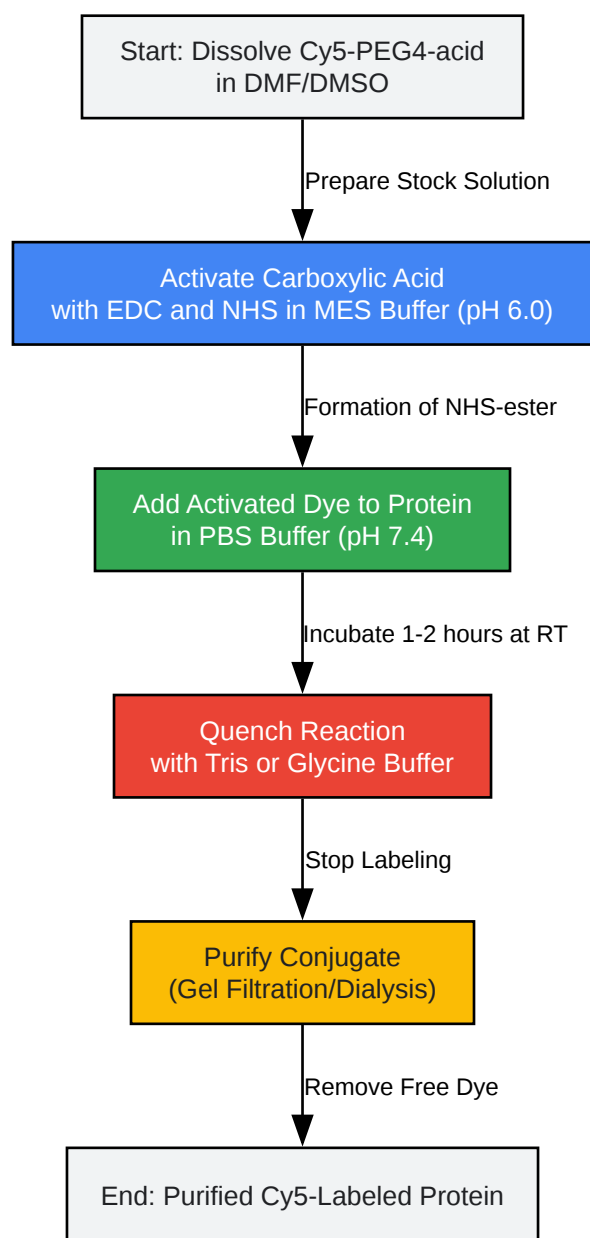 Start: Dissolve Cy5-PEG4-acid
in DMF/DMSO
Prepare Stock Solution
Activate Carboxylic Acid
with EDC and NHS in MES Buffer (pH 6.0)
Formation of NHS-ester
Add Activated Dye to Protein
in PBS Buffer (pH 7.4)
Incubate 1-2 hours at RT
Quench Reaction
with Tris or Glycine Buffer
Stop Labeling
Purify Conjugate
(Gel Filtration/Dialysis)
Remove Free Dye
End: Purified Cy5-Labeled Protein